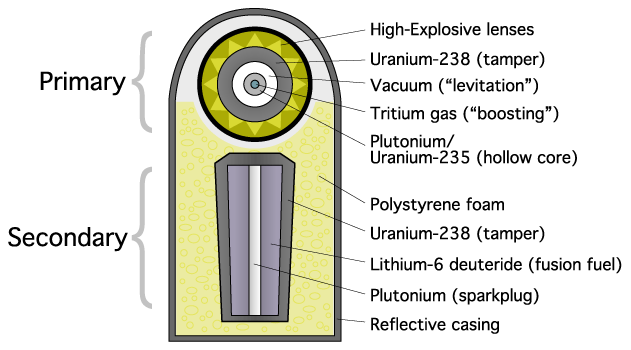 High-Explosive lenses
Uranium-238 (tamper)
Primary
Vacuum (“levitation”)
Tritium gas (“boosting”)
Plutonium/
Uranium-235 (hollow core)
Polystyrene foam
Secondary
Uranium-238 (tamper)
Lithium-6 deuteride (fusion fuel)
Plutonium (sparkplug)
Reflective casing